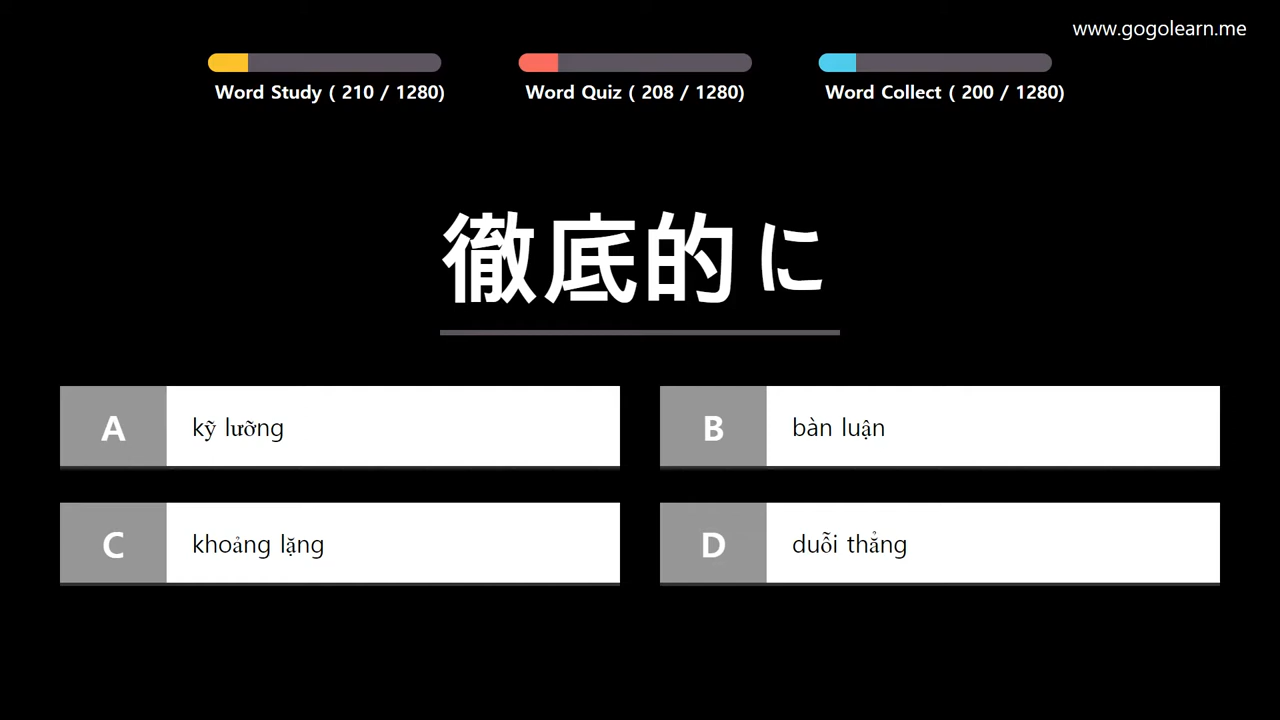 www.gogolearn.me
Word Study ( 210 / 1280)
Word Quiz ( 208 / 1280)
Word Collect ( 200 / 1280)
徹底的に
A kỹ lưỡng
B bàn luận
C khoảng lặng
D duỗi thẳng